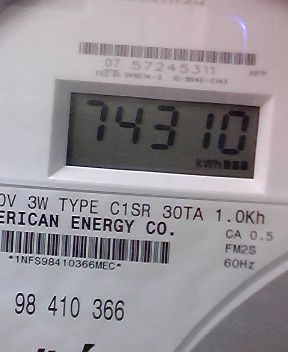 07 57245311
74310
kWh
0V 3W TYPE C1SR 30TA 1.0Kh
ERICAN ENERGY CO.
CA 0.5
FM2S
*1NFS98410366MEC*
60Hz
98 410 366